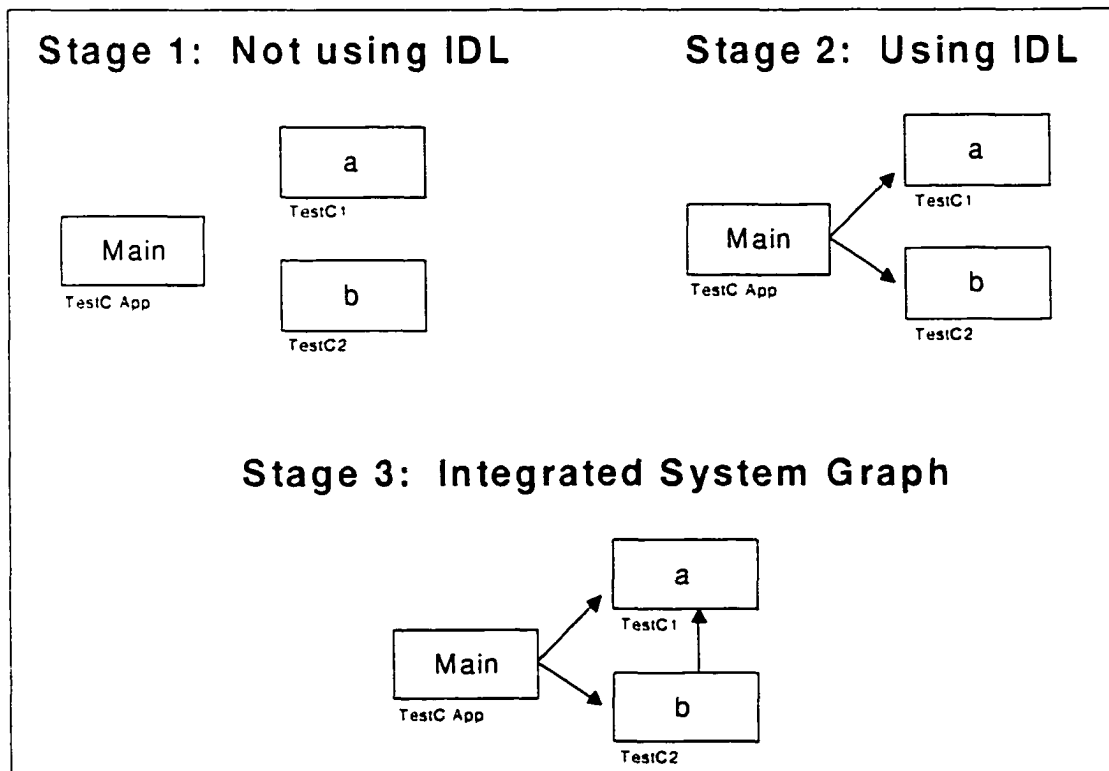 Stage 1: Not using IDL
a
TestC1
Main
TestC App
b
TestC2
Stage 2: Using IDL
a
TestC1
Main
TestC App
b
TestC2
Stage 3: Integrated System Graph
a
TestC1
Main
TestC App
b
TestC2